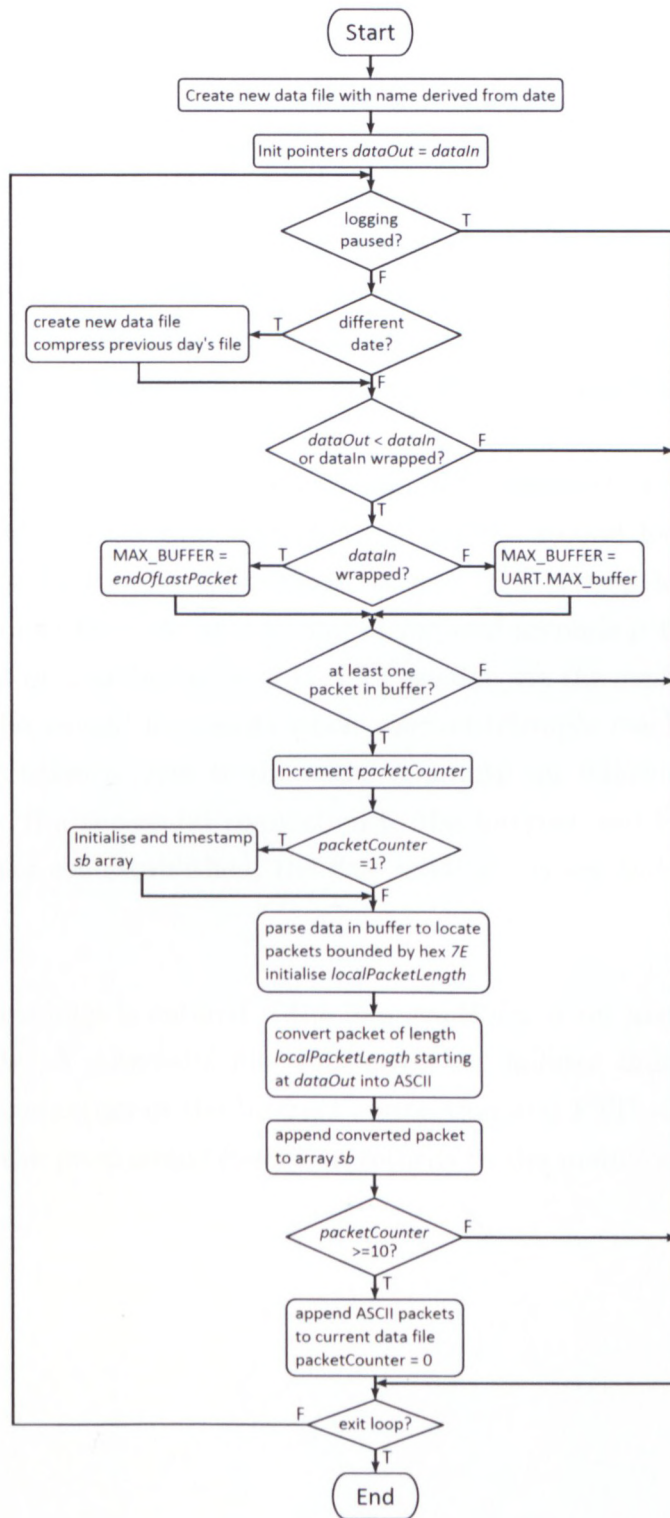 Start
Create new data file with name derived from date
Init pointers dataOut = dataIn
logging
paused?
T
F
different
date?
T
create new data file
compress previous day's file
F
dataOut < dataIn
or dataIn wrapped?
F
T
MAX_BUFFER =
endOfLastPacket
T
dataIn
wrapped?
F
MAX_BUFFER =
UART.MAX_buffer
at least one
packet in buffer?
F
T
Increment packetCounter
Initialise and timestamp
sb array
T
packetCounter
=1?
F
parse data in buffer to locate
packets bounded by hex 7E
initialise localPacketLength
convert packet of length
localPacketLength starting
at dataOut into ASCII
append converted packet
to array sb
packetCounter
>=10?
F
T
append ASCII packets
to current data file
packetCounter = 0
F
exit loop?
T
End